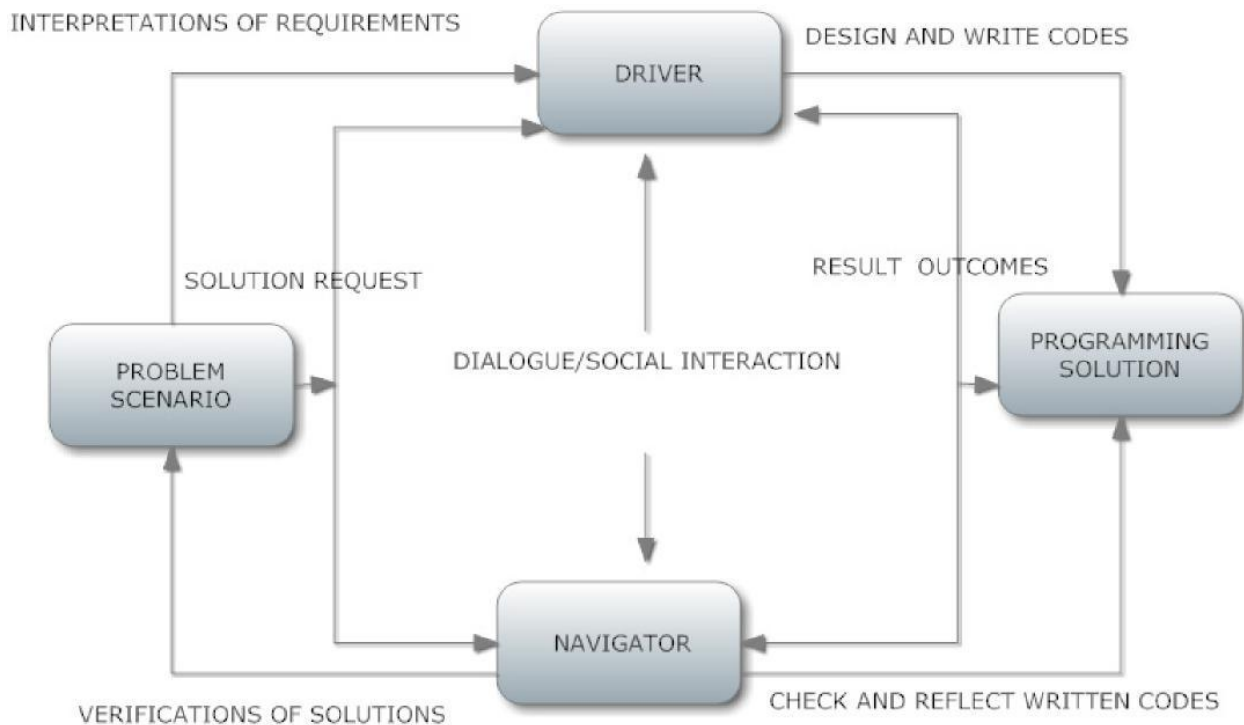 INTERPRETATIONS OF REQUIREMENTS
DRIVER
DESIGN AND WRITE CODES
SOLUTION REQUEST
RESULT OUTCOMES
PROBLEM
SCENARIO
DIALOGUE/SOCIAL INTERACTION
PROGRAMMING
SOLUTION
NAVIGATOR
VERIFICATIONS OF SOLUTIONS
CHECK AND REFLECT WRITTEN CODES